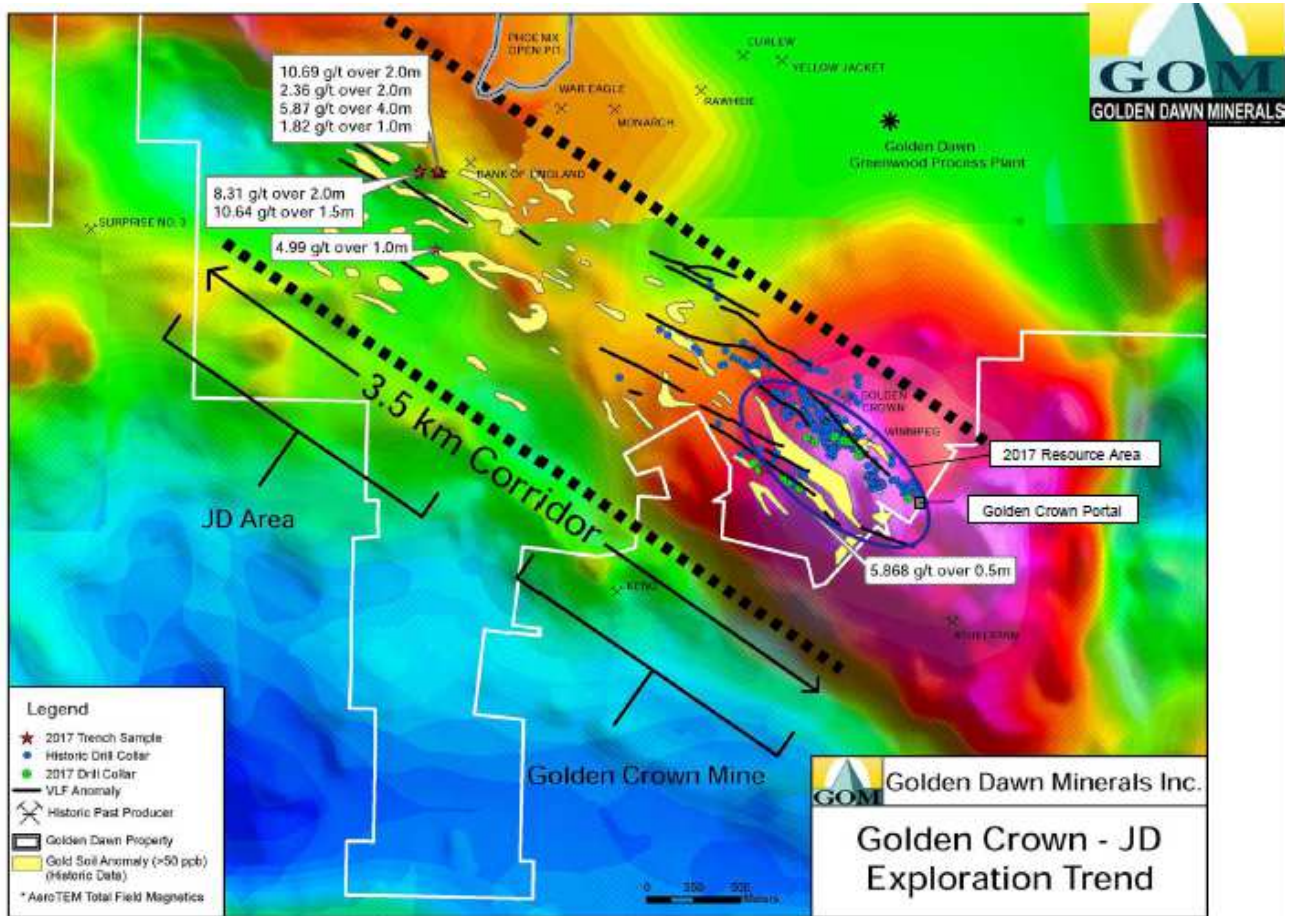 PHOENIX
OPEN PIT
CURLEW
YELLOW JACKET
GOM
GOLDEN DAWN MINERALS
10.69 g/t over 2.0m
2.36 g/t over 2.0m
5.87 g/t over 4.0m
1.82 g/t over 1.0m
WAR EAGLE
RAWHIDE
MONARCH
Golden Dawn
Greenwood Process Plant
BANK OF ENGLAND
8.31 g/t over 2.0m
10.64 g/t over 1.5m
SURPRISE NO. 3
4.99 g/t over 1.0m
3.5 km Corridor
GOLDEN
CROWN
WINNIPEG
2017 Resource Area
JD Area
Golden Crown Portal
5.868 g/t over 0.5m
KENO
Golden Crown Mine
Legend
2017 Trench Sample
Historic Drill Collar
2017 Drill Collar
VLF Anomaly
Historic Past Producer
Golden Dawn Property
Gold Soil Anomaly (>50 ppb)
(Historic Data)
* AeroTEM Total Field Magnetics
Meters
GOM
Golden Dawn Minerals Inc.
Golden Crown - JD
Exploration Trend